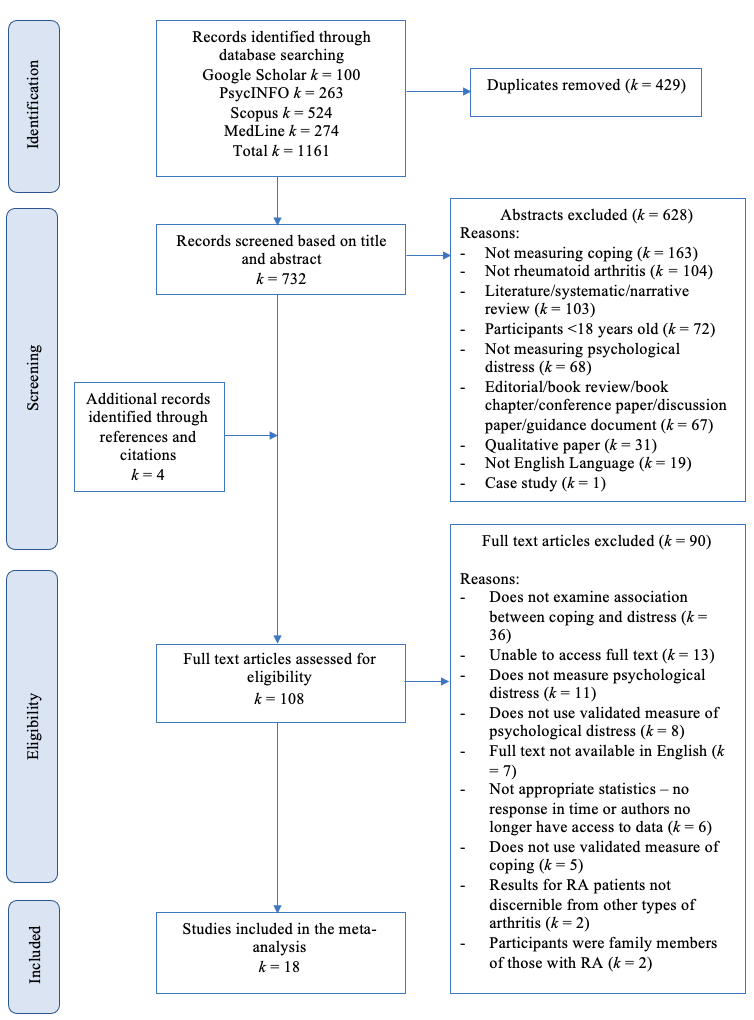 Identification
Records identified through
database searching
Google Scholar k = 100
PsycINFO k = 263
Scopus k = 524
MedLine k = 274
Total k = 1161
Duplicates removed (k = 429)
Screening
Records screened based on title
and abstract
k = 732
Abstracts excluded (k = 628)
Reasons:
- Not measuring coping (k = 163)
- Not rheumatoid arthritis (k = 104)
- Literature/systematic/narrative
review (k = 103)
- Participants <18 years old (k = 72)
- Not measuring psychological
distress (k = 68)
- Editorial/book review/book
chapter/conference paper/discussion
paper/guidance document (k = 67)
- Qualitative paper (k = 31)
- Not English Language (k = 19)
- Case study (k = 1)
Additional records
identified through
references and
citations
k = 4
Eligibility
Full text articles assessed for
eligibility
k = 108
Full text articles excluded (k = 90)
Reasons:
- Does not examine association
between coping and distress (k =
36)
- Unable to access full text (k = 13)
- Does not measure psychological
distress (k = 11)
- Does not use validated measure of
psychological distress (k = 8)
- Full text not available in English (k
= 7)
- Not appropriate statistics – no
response in time or authors no
longer have access to data (k = 6)
- Does not use validated measure of
coping (k = 5)
- Results for RA patients not
discernible from other types of
arthritis (k = 2)
- Participants were family members
of those with RA (k = 2)
Included
Studies included in the meta-
analysis
k = 18